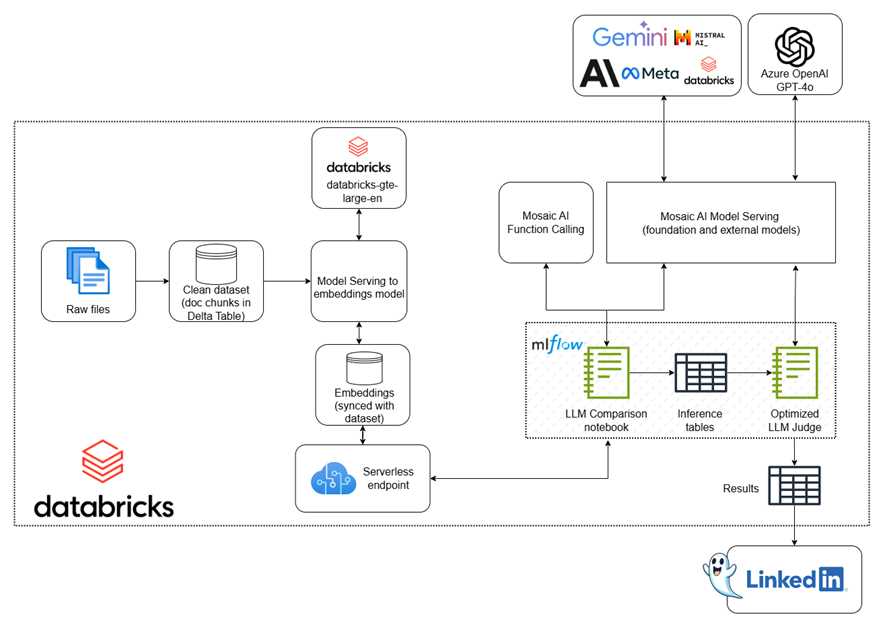 Gemini
MISTRAL
AI_
A\
Meta
databricks
Azure OpenAI
GPT-4o
databricks
databricks-gte-
large-en
Mosaic AI
Function Calling
Mosaic AI Model Serving
(foundation and external models)
Raw files
Clean dataset
(doc chunks in
Delta Table)
Model Serving to
embeddings model
mlflow
Embeddings
(synced with
dataset)
LLM Comparison
notebook
Inference
tables
Optimized
LLM Judge
Serverless
endpoint
Results
databricks
Linked in